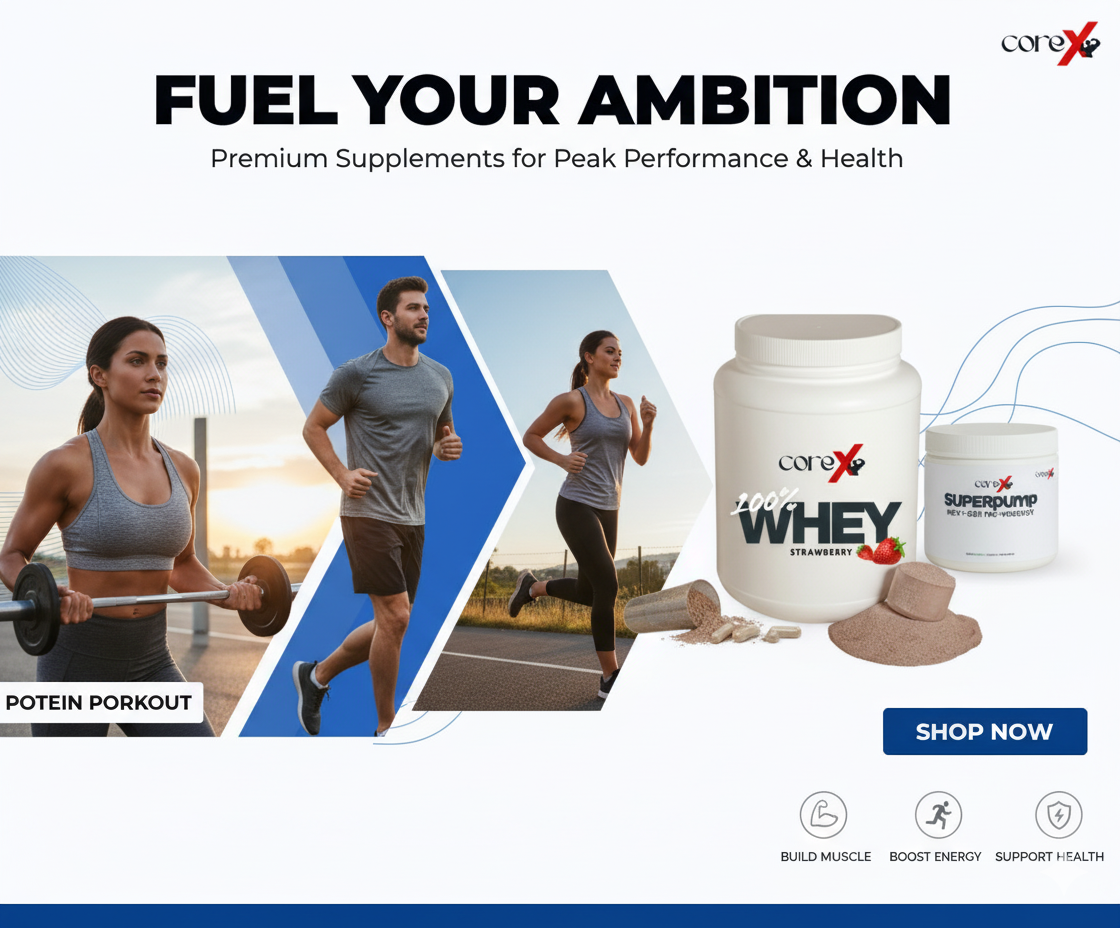 coreX
FUEL YOUR AMBITION
Premium Supplements for Peak Performance & Health
coreX
100%
WHEY
STRAWBERRY
coreX
SUPERPUMP
POTEIN PORKOUT
SHOP NOW
BUILD MUSCLE
BOOST ENERGY
SUPPORT HEALTH